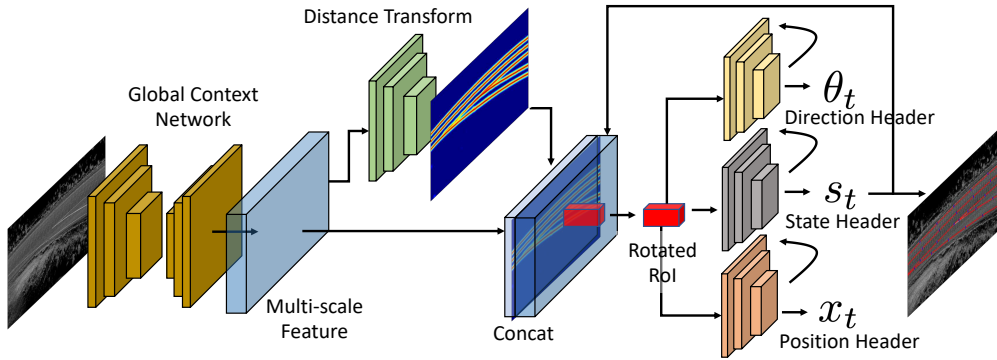 Distance Transform
Global Context
Network
θₜ
Direction Header
sₜ
State Header
Rotated
RoI
Multi-scale
Feature
Concat
xₜ
Position Header